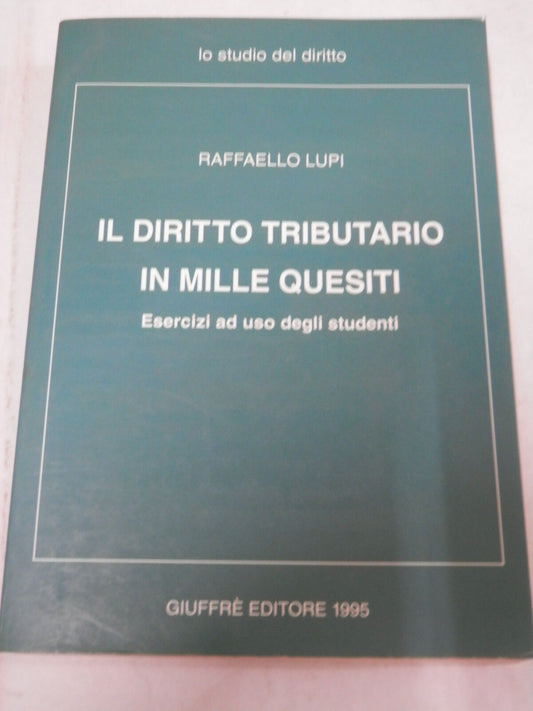 lo studio del diritto
RAFFAELLO LUPI
IL DIRITTO TRIBUTARIO
IN MILLE QUESITI
Esercizi ad uso degli studenti
GIUFFRÈ EDITORE 1995